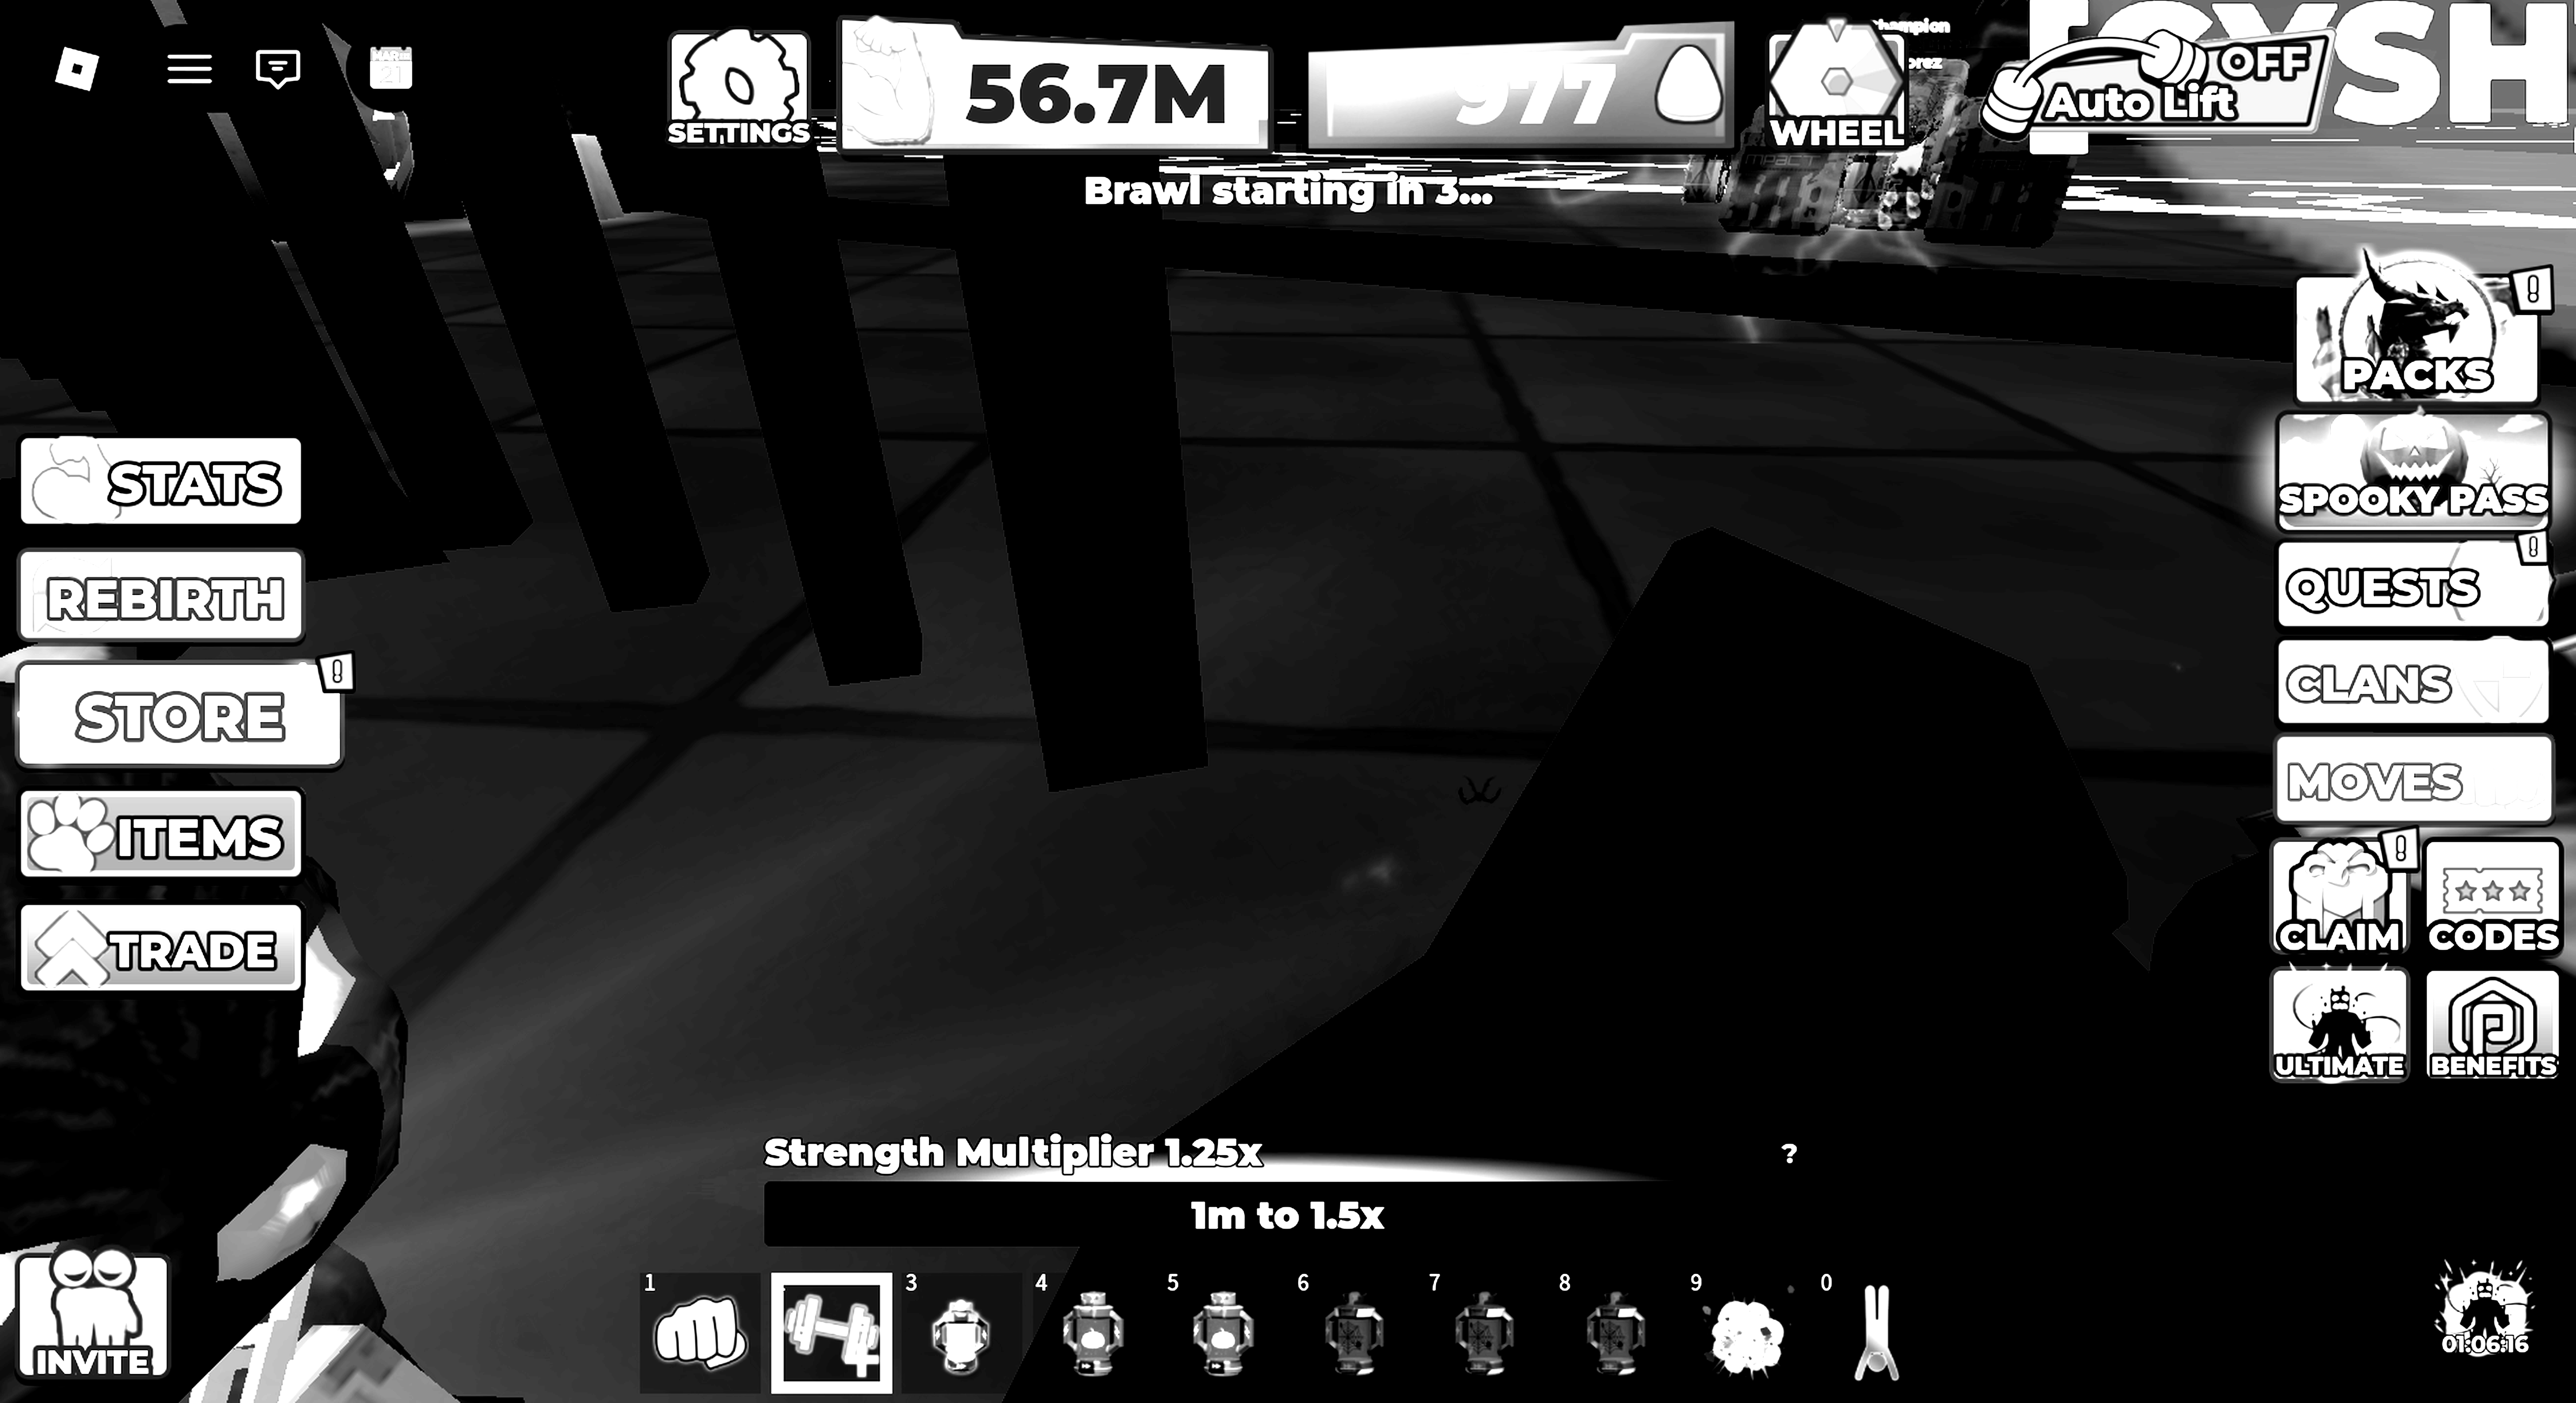 21
SETTINGS
56.7M
977
WHEEL
OFF
Auto Lift
Brawl starting in 3...
PACKS
SPOOKY PASS
STATS
REBIRTH
STORE
ITEMS
TRADE
QUESTS
CLANS
MOVES
CLAIM
CODES
ULTIMATE
BENEFITS
Strength Multiplier 1.25x
?
1m to 1.5x
1
3
4
5
6
7
8
9
0
INVITE
01:06:16